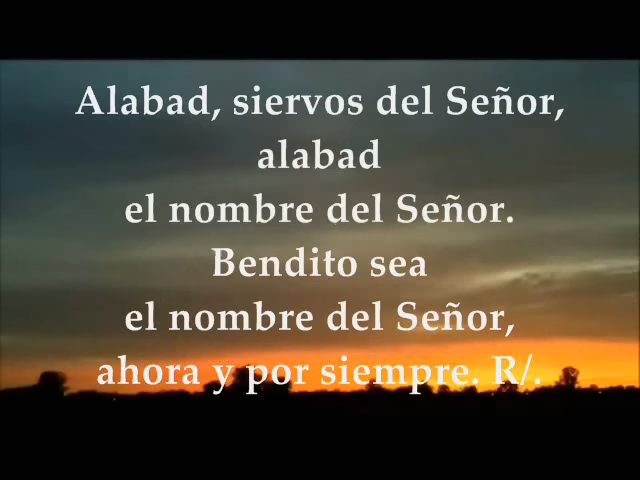 Alabad, siervos del Señor,
alabad
el nombre del Señor.
Bendito sea
el nombre del Señor,
ahora y por siempre. R/.